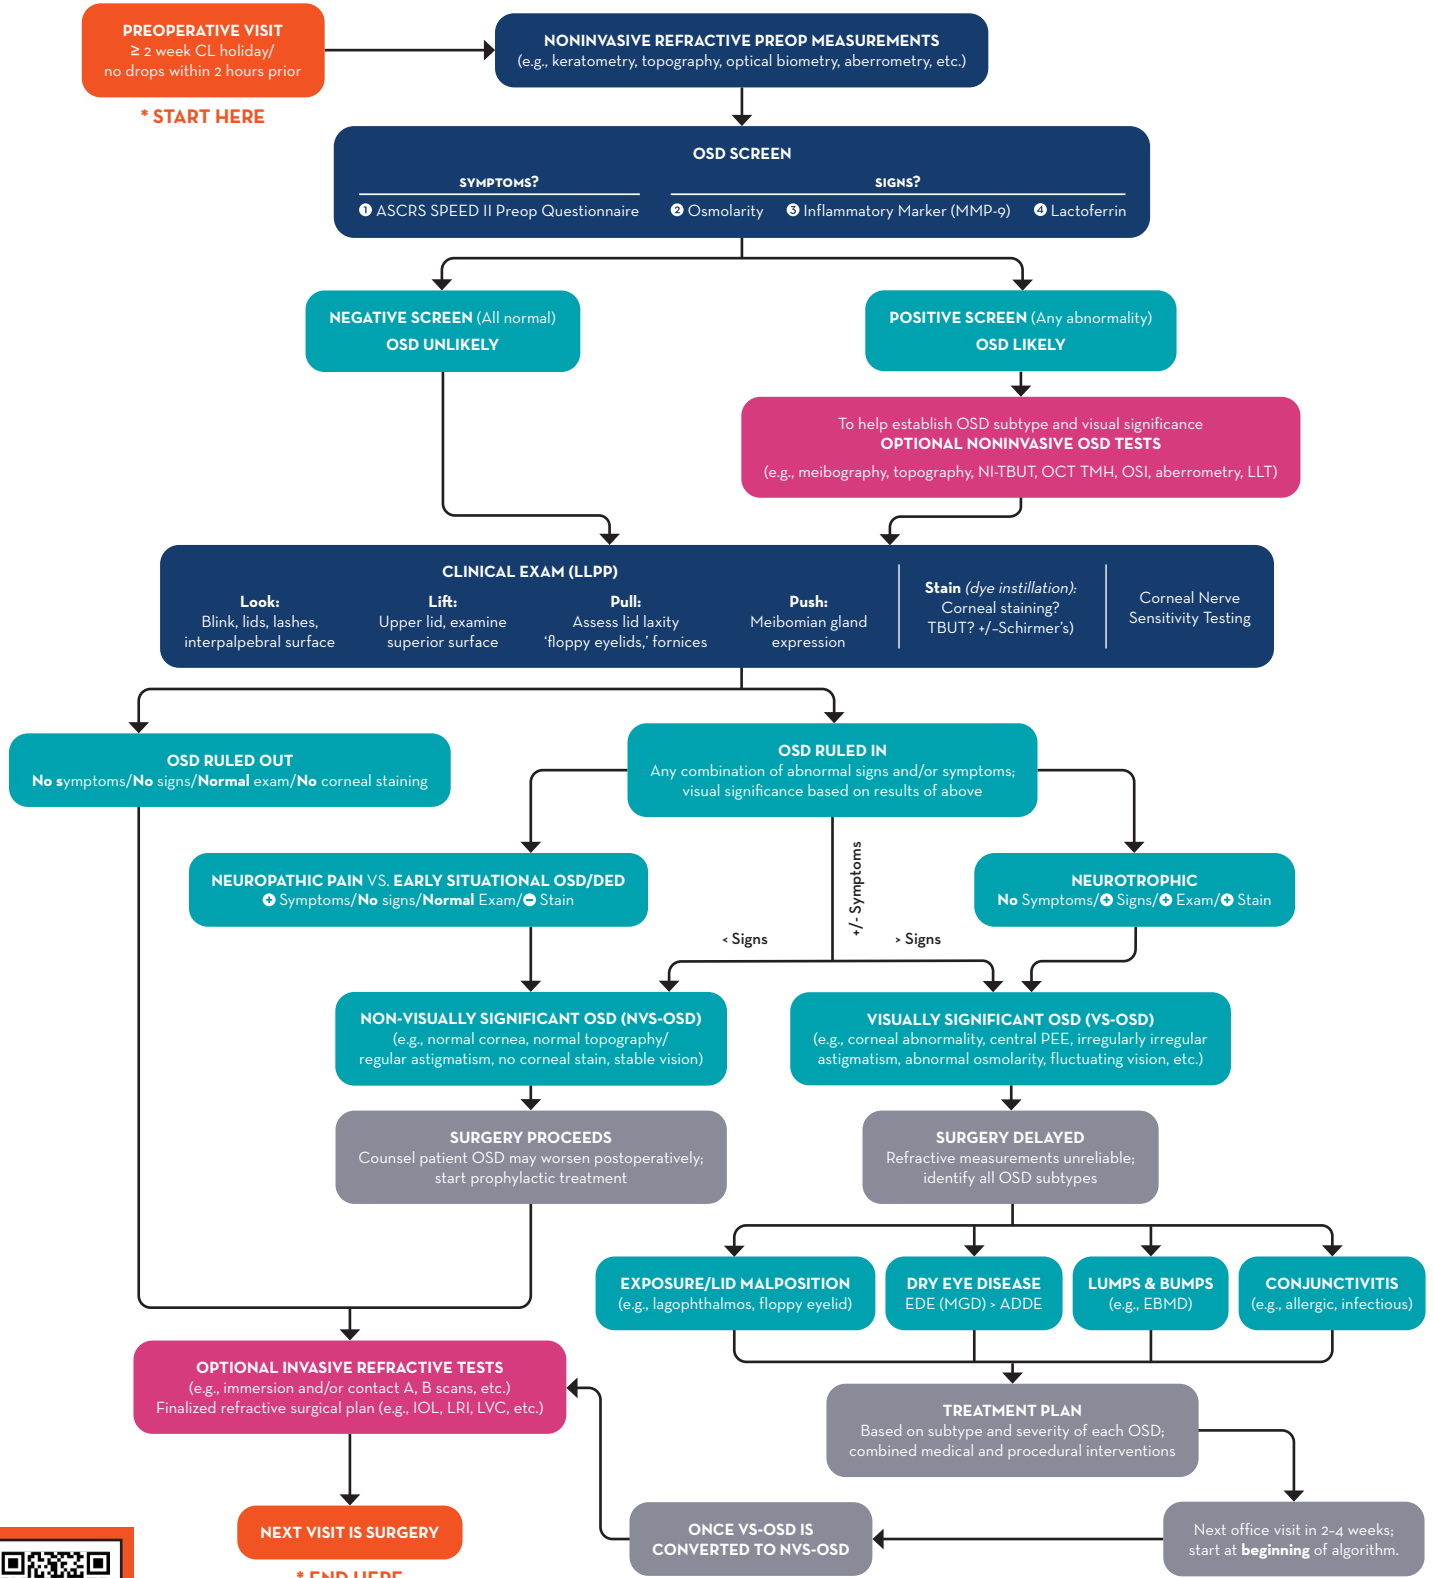 PREOPERATIVE VISIT
≥ 2 week CL holiday/
no drops within 2 hours prior
* START HERE
NONINVASIVE REFRACTIVE PREOP MEASUREMENTS
(e.g., keratometry, topography, optical biometry, aberrometry, etc.)
OSD SCREEN
SYMPTOMS?
❶ ASCRS SPEED II Preop Questionnaire
SIGNS?
❷ Osmolarity ❸ Inflammatory Marker (MMP-9) ❹ Lactoferrin
NEGATIVE SCREEN (All normal)
OSD UNLIKELY
POSITIVE SCREEN (Any abnormality)
OSD LIKELY
To help establish OSD subtype and visual significance
OPTIONAL NONINVASIVE OSD TESTS
(e.g., meibography, topography, NI-TBUT, OCT TMH, OSI, aberrometry, LLT)
CLINICAL EXAM (LLPP)
Look:
Blink, lids, lashes,
interpalpebral surface
Lift:
Upper lid, examine
superior surface
Pull:
Assess lid laxity
‘floppy eyelids,’ fornices
Push:
Meibomian gland
expression
Stain (dye instillation):
Corneal staining?
TBUT? +/–Schirmer’s)
Corneal Nerve
Sensitivity Testing
OSD RULED OUT
No symptoms/No signs/Normal exam/No corneal staining
OSD RULED IN
Any combination of abnormal signs and/or symptoms;
visual significance based on results of above
NEUROPATHIC PAIN VS. EARLY SITUATIONAL OSD/DED
⊕ Symptoms/No signs/Normal Exam/⊖ Stain
+/- Symptoms
NEUROTROPHIC
No Symptoms/⊕ Signs/⊕ Exam/⊕ Stain
< Signs
> Signs
NON-VISUALLY SIGNIFICANT OSD (NVS-OSD)
(e.g., normal cornea, normal topography/
regular astigmatism, no corneal stain, stable vision)
VISUALLY SIGNIFICANT OSD (VS-OSD)
(e.g., corneal abnormality, central PEE, irregularly irregular
astigmatism, abnormal osmolarity, fluctuating vision, etc.)
SURGERY PROCEEDS
Counsel patient OSD may worsen postoperatively;
start prophylactic treatment
SURGERY DELAYED
Refractive measurements unreliable;
identify all OSD subtypes
EXPOSURE/LID MALPOSITION
(e.g., lagophthalmos, floppy eyelid)
DRY EYE DISEASE
EDE (MGD) > ADDE
LUMPS & BUMPS
(e.g., EBMD)
CONJUNCTIVITIS
(e.g., allergic, infectious)
OPTIONAL INVASIVE REFRACTIVE TESTS
(e.g., immersion and/or contact A, B scans, etc.)
Finalized refractive surgical plan (e.g., IOL, LRI, LVC, etc.)
TREATMENT PLAN
Based on subtype and severity of each OSD;
combined medical and procedural interventions
NEXT VISIT IS SURGERY
* END HERE
ONCE VS-OSD IS
CONVERTED TO NVS-OSD
Next office visit in 2–4 weeks;
start at beginning of algorithm.